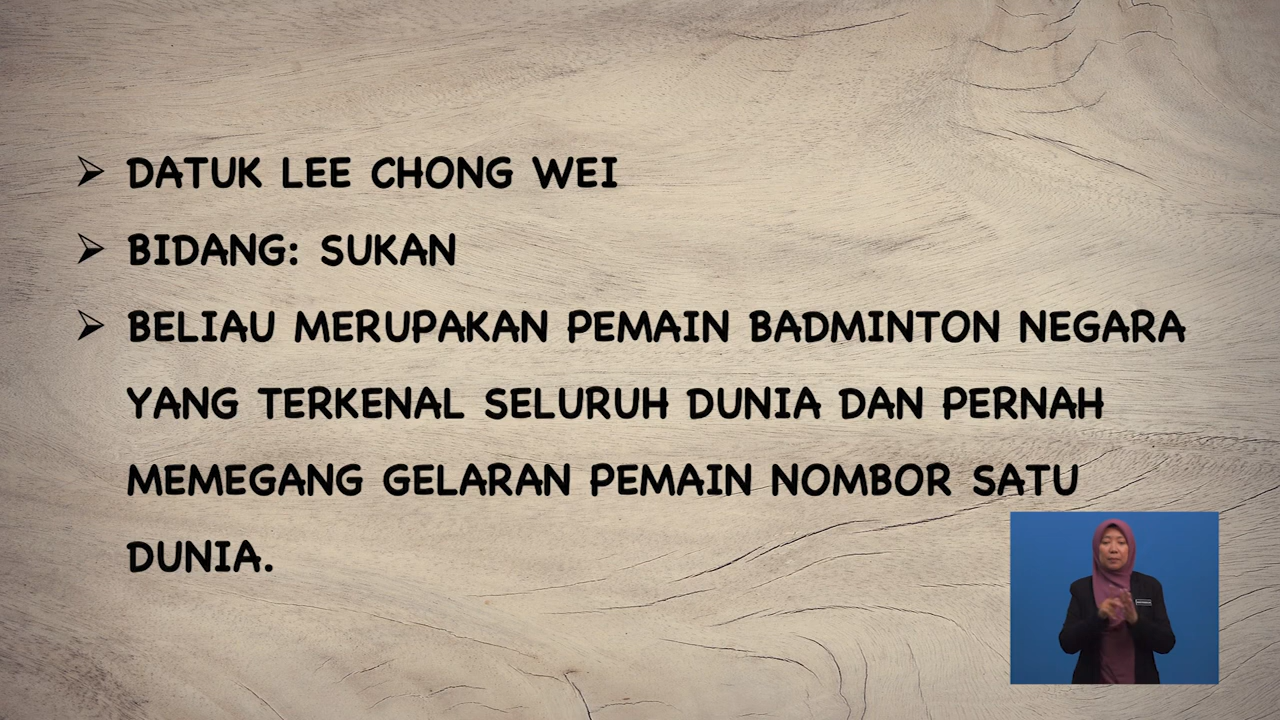 ➢ DATUK LEE CHONG WEI
➢ BIDANG: SUKAN
➢ BELIAU MERUPAKAN PEMAIN BADMINTON NEGARA
YANG TERKENAL SELURUH DUNIA DAN PERNAH
MEMEGANG GELARAN PEMAIN NOMBOR SATU
DUNIA.